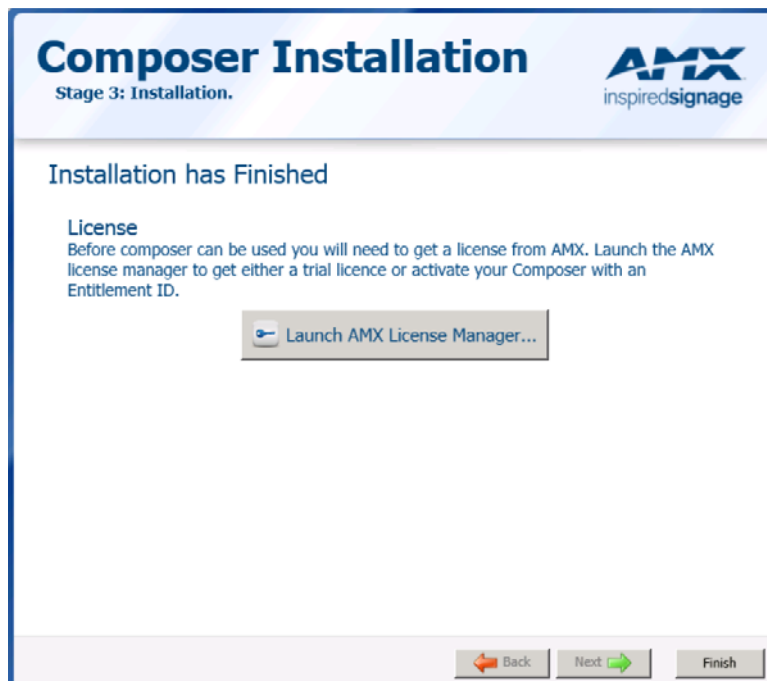 Composer Installation
Stage 3: Installation.
AMX
inspiredsignage
Installation has Finished
License
Before composer can be used you will need to get a license from AMX. Launch the AMX
license manager to get either a trial licence or activate your Composer with an
Entitlement ID.
Launch AMX License Manager...
Back
Next
Finish